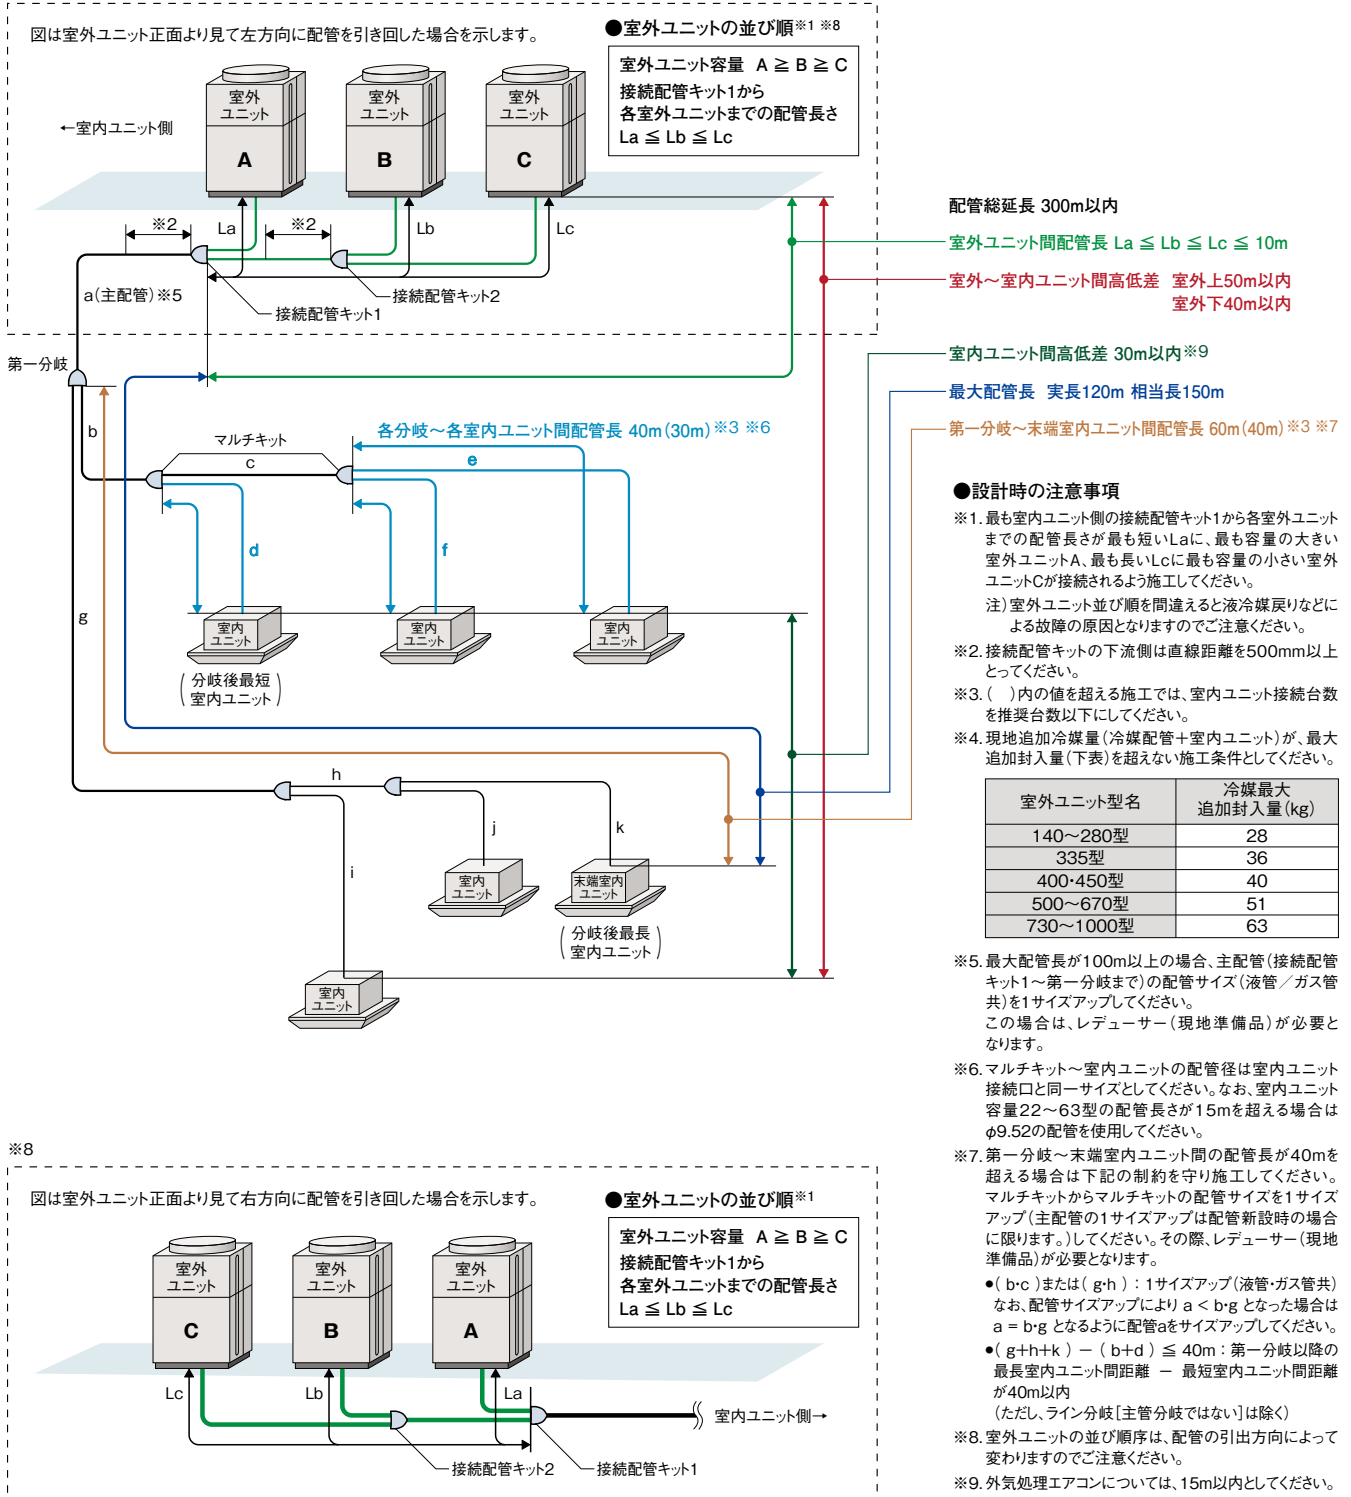 図は室外ユニット正面より見て左方向に配管を引き回した場合を示します。
●室外ユニットの並び順※1 ※8
室外ユニット容量 A ≧ B ≧ C
接続配管キット1から
各室外ユニットまでの配管長さ
La ≦ Lb ≦ Lc
室外
ユニット
A
室外
ユニット
B
室外
ユニット
C
←室内ユニット側
※2
La
※2
Lb
Lc
a(主配管)※5
接続配管キット2
接続配管キット1
第一分岐
配管総延長 300m以内
室外ユニット間配管長 La ≦ Lb ≦ Lc ≦ 10m
室外〜室内ユニット間高低差 室外上50m以内
室外下40m以内
室内ユニット間高低差 30m以内※9
最大配管長 実長120m 相当長150m
第一分岐〜末端室内ユニット間配管長 60m(40m)※3 ※7
b
マルチキット
c
各分岐〜各室内ユニット間配管長 40m(30m)※3 ※6
e
d
f
g
室内
ユニット
室内
ユニット
室内
ユニット
(分岐後最短
室内ユニット)
h
j
k
i
室内
ユニット
末端室内
ユニット
(分岐後最長
室内ユニット)
室内
ユニット
●設計時の注意事項
※1. 最も室内ユニット側の接続配管キット1から各室外ユニット
までの配管長さが最も短いLaに、最も容量の大きい
室外ユニットA、最も長いLcに最も容量の小さい室外
ユニットCが接続されるよう施工してください。
注)室外ユニット並び順を間違えると液冷媒戻りなどに
よる故障の原因となりますのでご注意ください。
※2. 接続配管キットの下流側は直線距離を500mm以上
とってください。
※3. ( )内の値を超える施工では、室内ユニット接続台数
を推奨台数以下にしてください。
※4. 現地追加冷媒量(冷媒配管+室内ユニット)が、最大
追加封入量(下表)を超えない施工条件としてください。
室外ユニット型名
冷媒最大
追加封入量(kg)
140〜280型 28
335型 36
400・450型 40
500〜670型 51
730〜1000型 63
※5. 最大配管長が100m以上の場合、主配管(接続配管
キット1〜第一分岐まで)の配管サイズ(液管/ガス管
共)を1サイズアップしてください。
この場合は、レデューサー(現地準備品)が必要と
なります。
※6. マルチキット〜室内ユニットの配管径は室内ユニット
接続口と同一サイズとしてください。なお、室内ユニット
容量22〜63型の配管長さが15mを超える場合は
φ9.52の配管を使用してください。
※7. 第一分岐〜末端室内ユニット間の配管長が40mを
超える場合は下記の制約を守り施工してください。
マルチキットからマルチキットの配管サイズを1サイズ
アップ(主配管の1サイズアップは配管新設時の場合
に限ります。)してください。その際、レデューサー(現地
準備品)が必要となります。
●( b・c )または( g・h ) : 1サイズアップ(液管・ガス管共)
なお、配管サイズアップにより a < b・g となった場合は
a = b・g となるように配管aをサイズアップしてください。
●( g+h+k ) − ( b+d ) ≦ 40m : 第一分岐以降の
最長室内ユニット間距離 − 最短室内ユニット間距離
が40m以内
(ただし、ライン分岐[主管分岐ではない]は除く)
※8. 室外ユニットの並び順序は、配管の引出方向によって
変わりますのでご注意ください。
※9. 外気処理エアコンについては、15m以内としてください。
※8
図は室外ユニット正面より見て右方向に配管を引き回した場合を示します。
●室外ユニットの並び順※1
室外ユニット容量 A ≧ B ≧ C
接続配管キット1から
各室外ユニットまでの配管長さ
La ≦ Lb ≦ Lc
室外
ユニット
C
室外
ユニット
B
室外
ユニット
A
Lc
Lb
La
室内ユニット側→
接続配管キット2
接続配管キット1